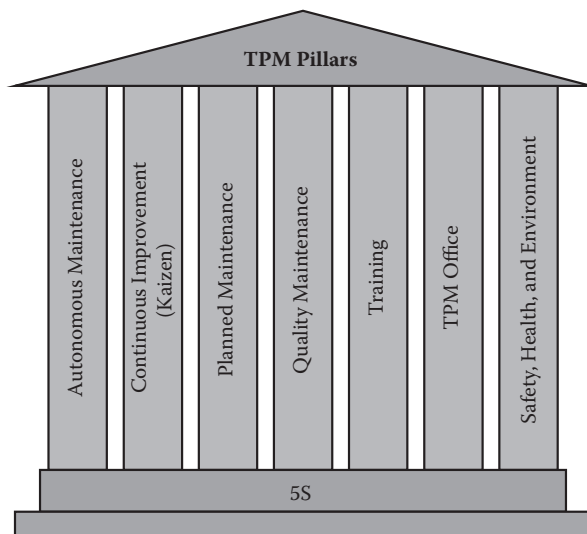 TPM Pillars
Autonomous Maintenance
Continuous Improvement
(Kaizen)
Planned Maintenance
Quality Maintenance
Training
TPM Office
Safety, Health, and Environment
5S